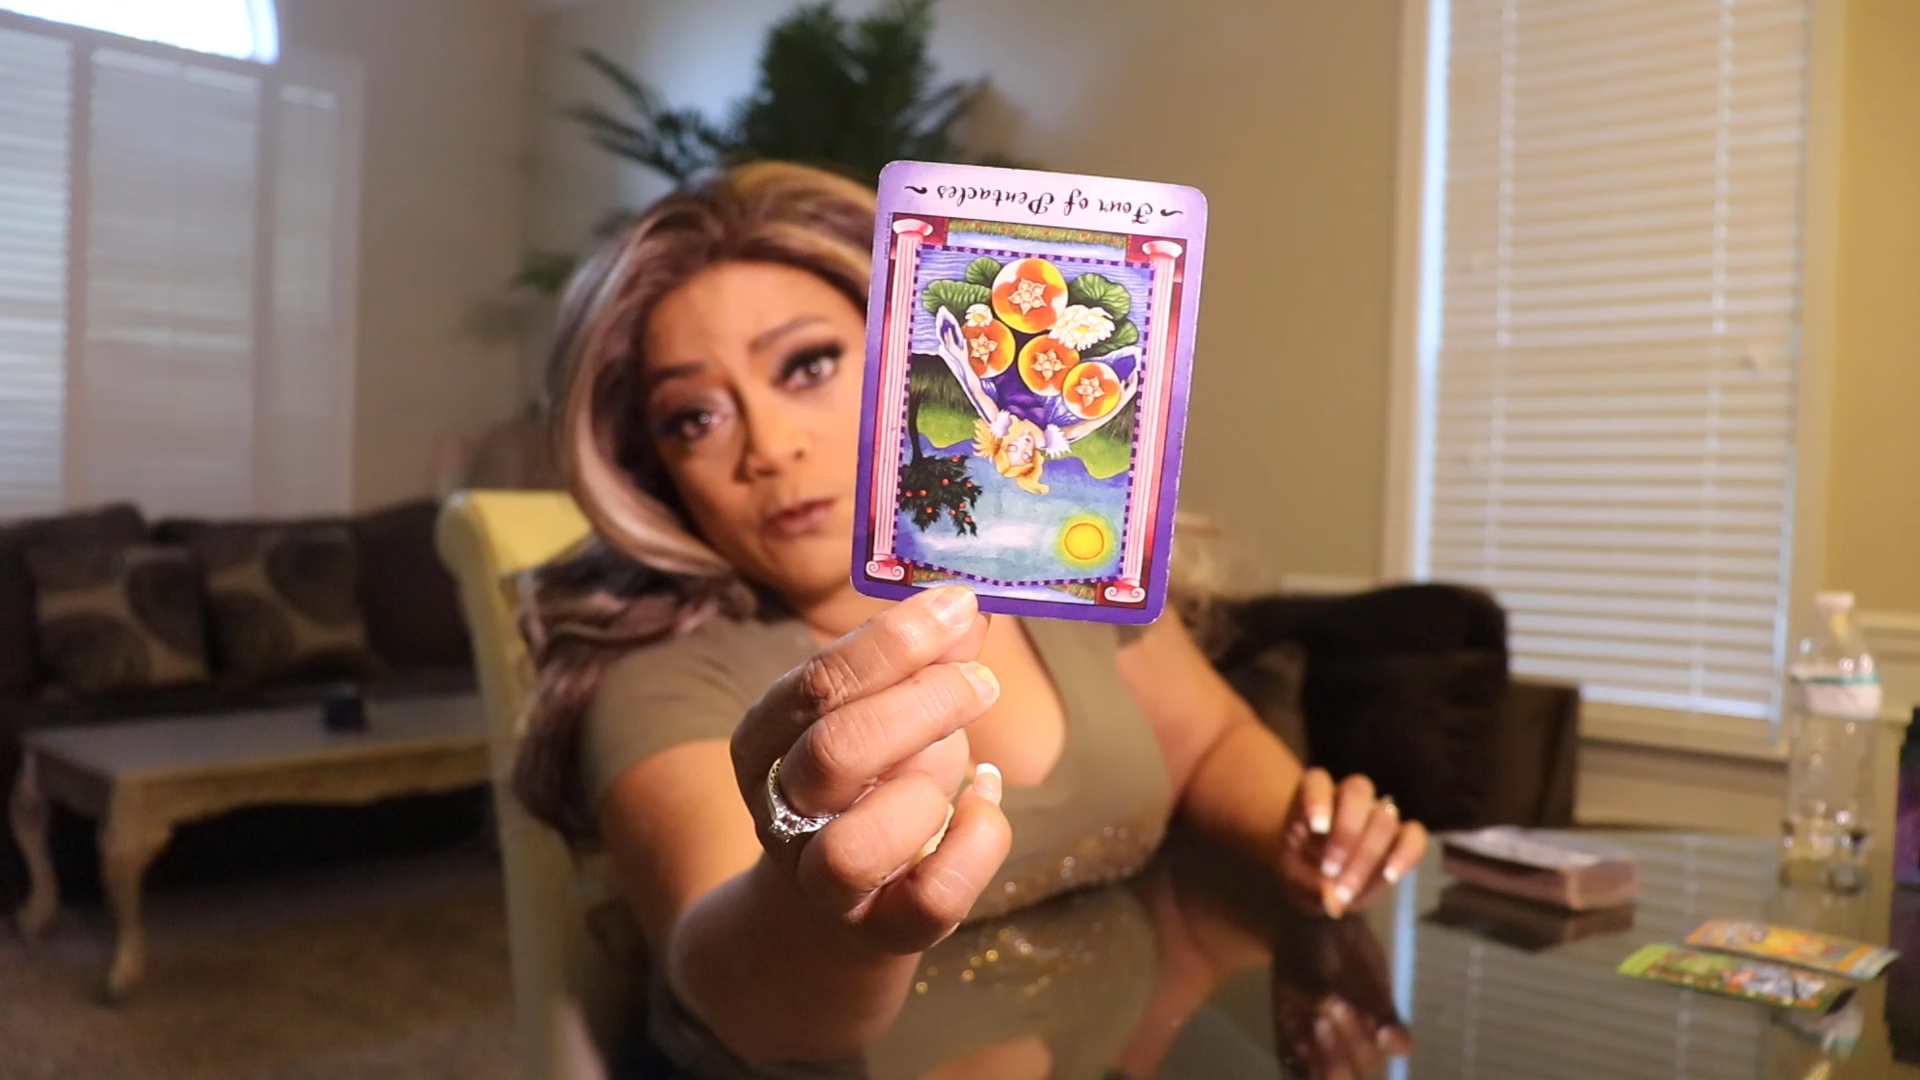 ~ Four of Pentacles ~